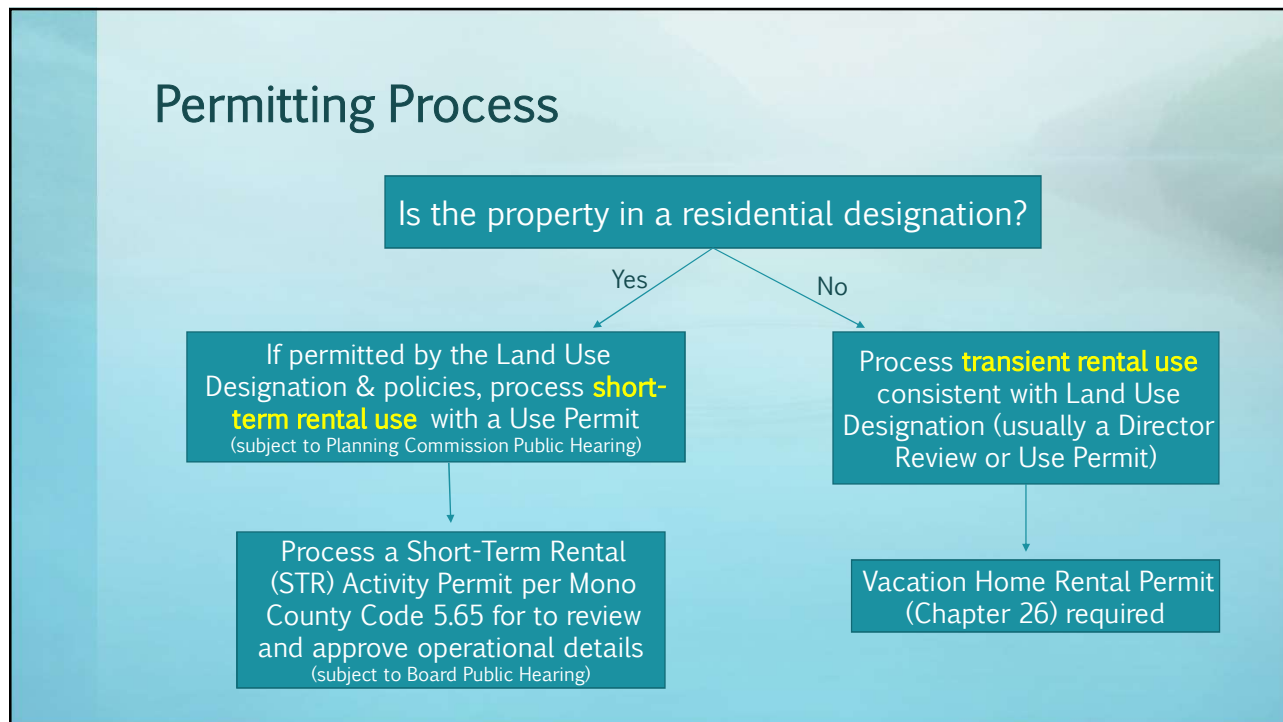 Permitting Process
Is the property in a residential designation?
Yes
No
If permitted by the Land Use
Designation & policies, process short-
term rental use with a Use Permit
(subject to Planning Commission Public Hearing)
Process transient rental use
consistent with Land Use
Designation (usually a Director
Review or Use Permit)
Process a Short-Term Rental
(STR) Activity Permit per Mono
County Code 5.65 for to review
and approve operational details
(subject to Board Public Hearing)
Vacation Home Rental Permit
(Chapter 26) required